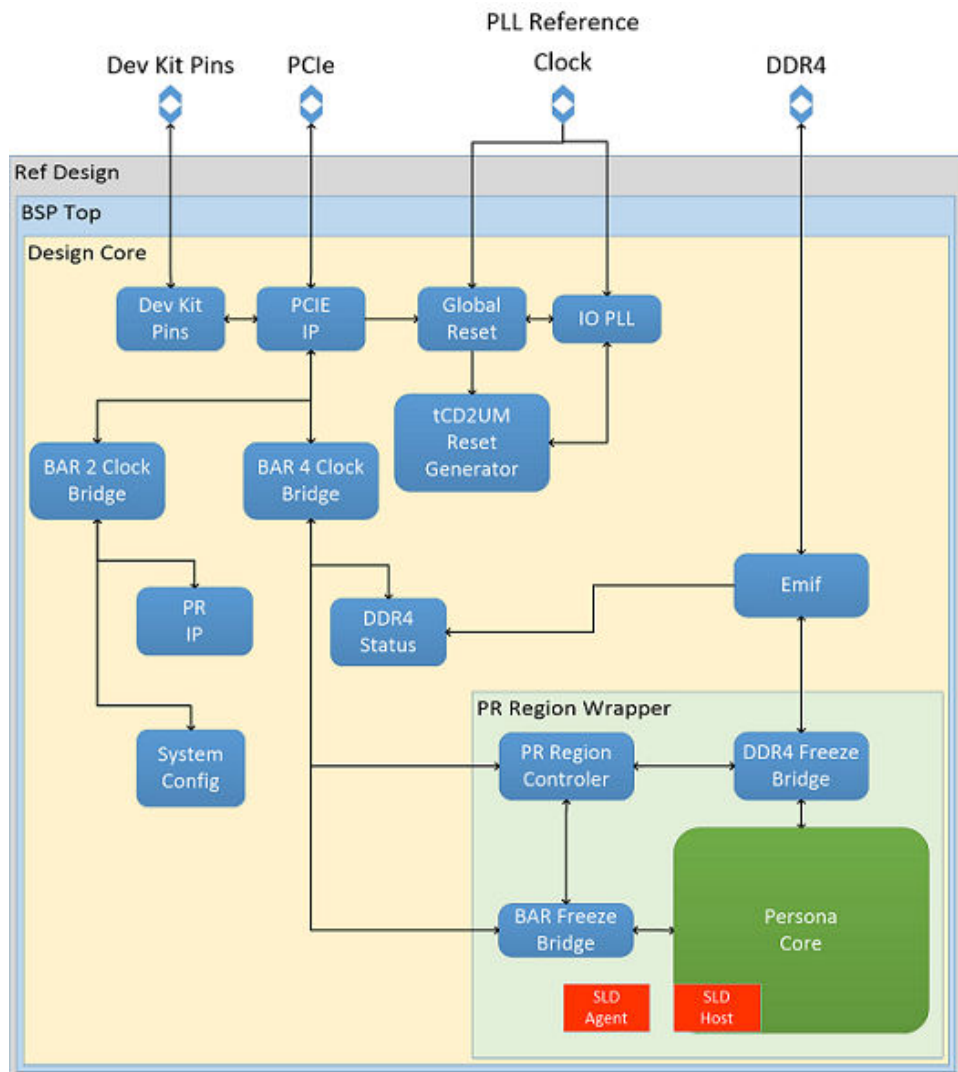 PLL Reference
Clock
Dev Kit Pins
PCIe
DDR4
Ref Design
BSP Top
Design Core
Dev Kit
Pins
PCIE
IP
Global
Reset
IO PLL
tCD2UM
Reset
Generator
BAR 2 Clock
Bridge
BAR 4 Clock
Bridge
PR
IP
DDR4
Status
Emif
System
Config
PR Region Wrapper
PR Region
Controler
DDR4 Freeze
Bridge
BAR Freeze
Bridge
Persona
Core
SLD
Agent
SLD
Host